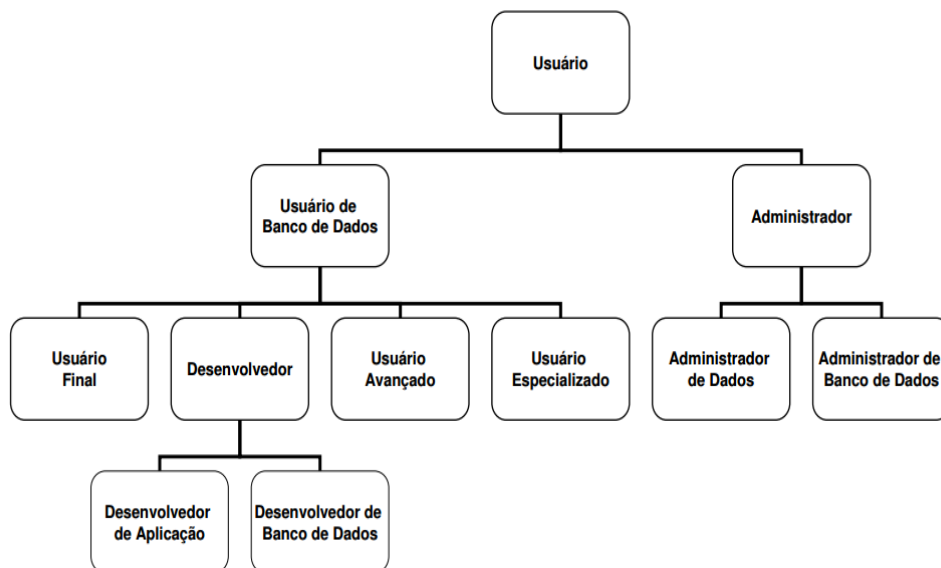 Usuário
Usuário de
Banco de Dados
Administrador
Usuário
Final
Desenvolvedor
Usuário
Avançado
Usuário
Especializado
Administrador
de Dados
Administrador de
Banco de Dados
Desenvolvedor
de Aplicação
Desenvolvedor de
Banco de Dados